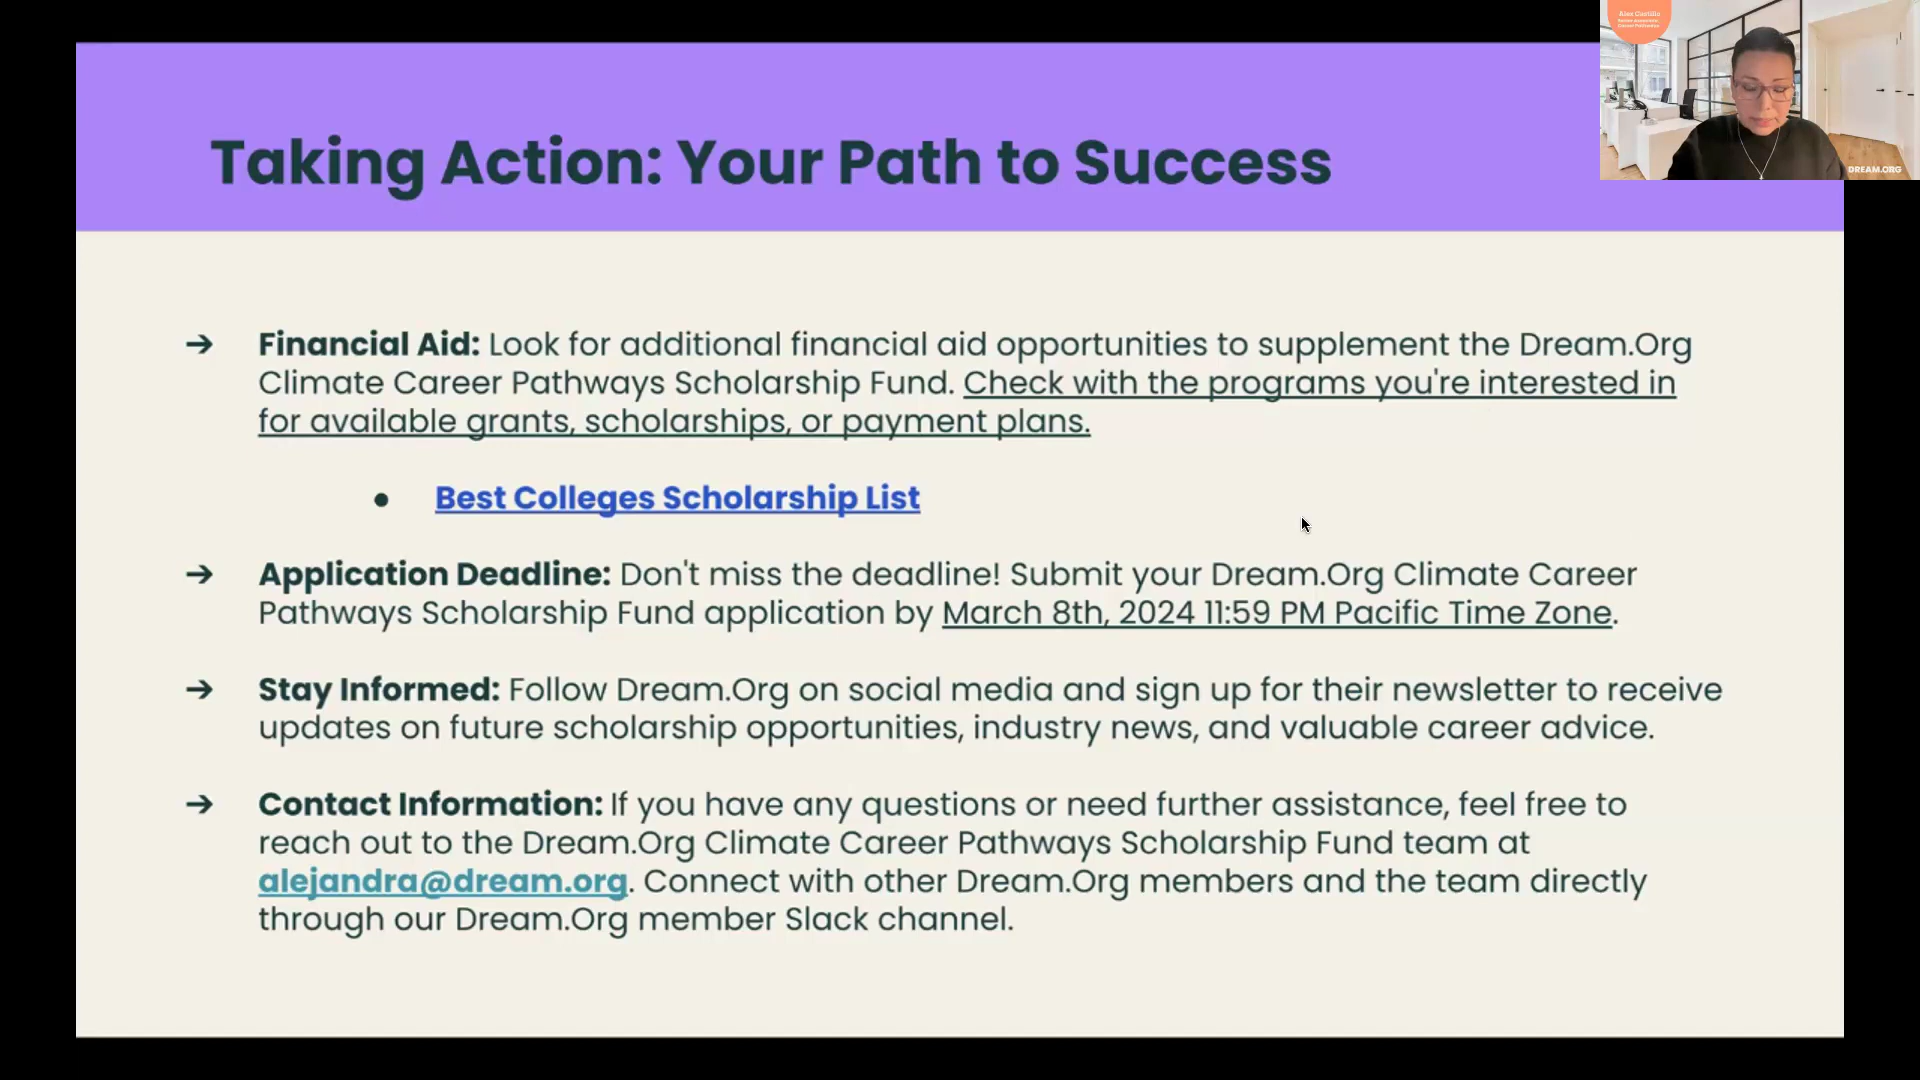 Alex Castillo
Taking Action: Your Path to Success
DREAM.ORG
➔ Financial Aid: Look for additional financial aid opportunities to supplement the Dream.Org
Climate Career Pathways Scholarship Fund. Check with the programs you're interested in
for available grants, scholarships, or payment plans.
● Best Colleges Scholarship List
➔ Application Deadline: Don't miss the deadline! Submit your Dream.Org Climate Career
Pathways Scholarship Fund application by March 8th, 2024 11:59 PM Pacific Time Zone.
➔ Stay Informed: Follow Dream.Org on social media and sign up for their newsletter to receive
updates on future scholarship opportunities, industry news, and valuable career advice.
➔ Contact Information: If you have any questions or need further assistance, feel free to
reach out to the Dream.Org Climate Career Pathways Scholarship Fund team at
alejandra@dream.org. Connect with other Dream.Org members and the team directly
through our Dream.Org member Slack channel.